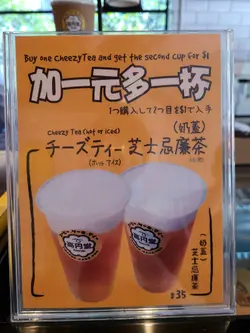 Buy one CheezyTea and get the second cup for $1
加一元多一杯
1つ購入して2つ目を$1で入手
Cheezy Tea (hot or iced)
(奶蓋)
チーズティー 芝士忌廉茶
(ホット アイス)
(奶蓋)
芝士忌廉茶
$35